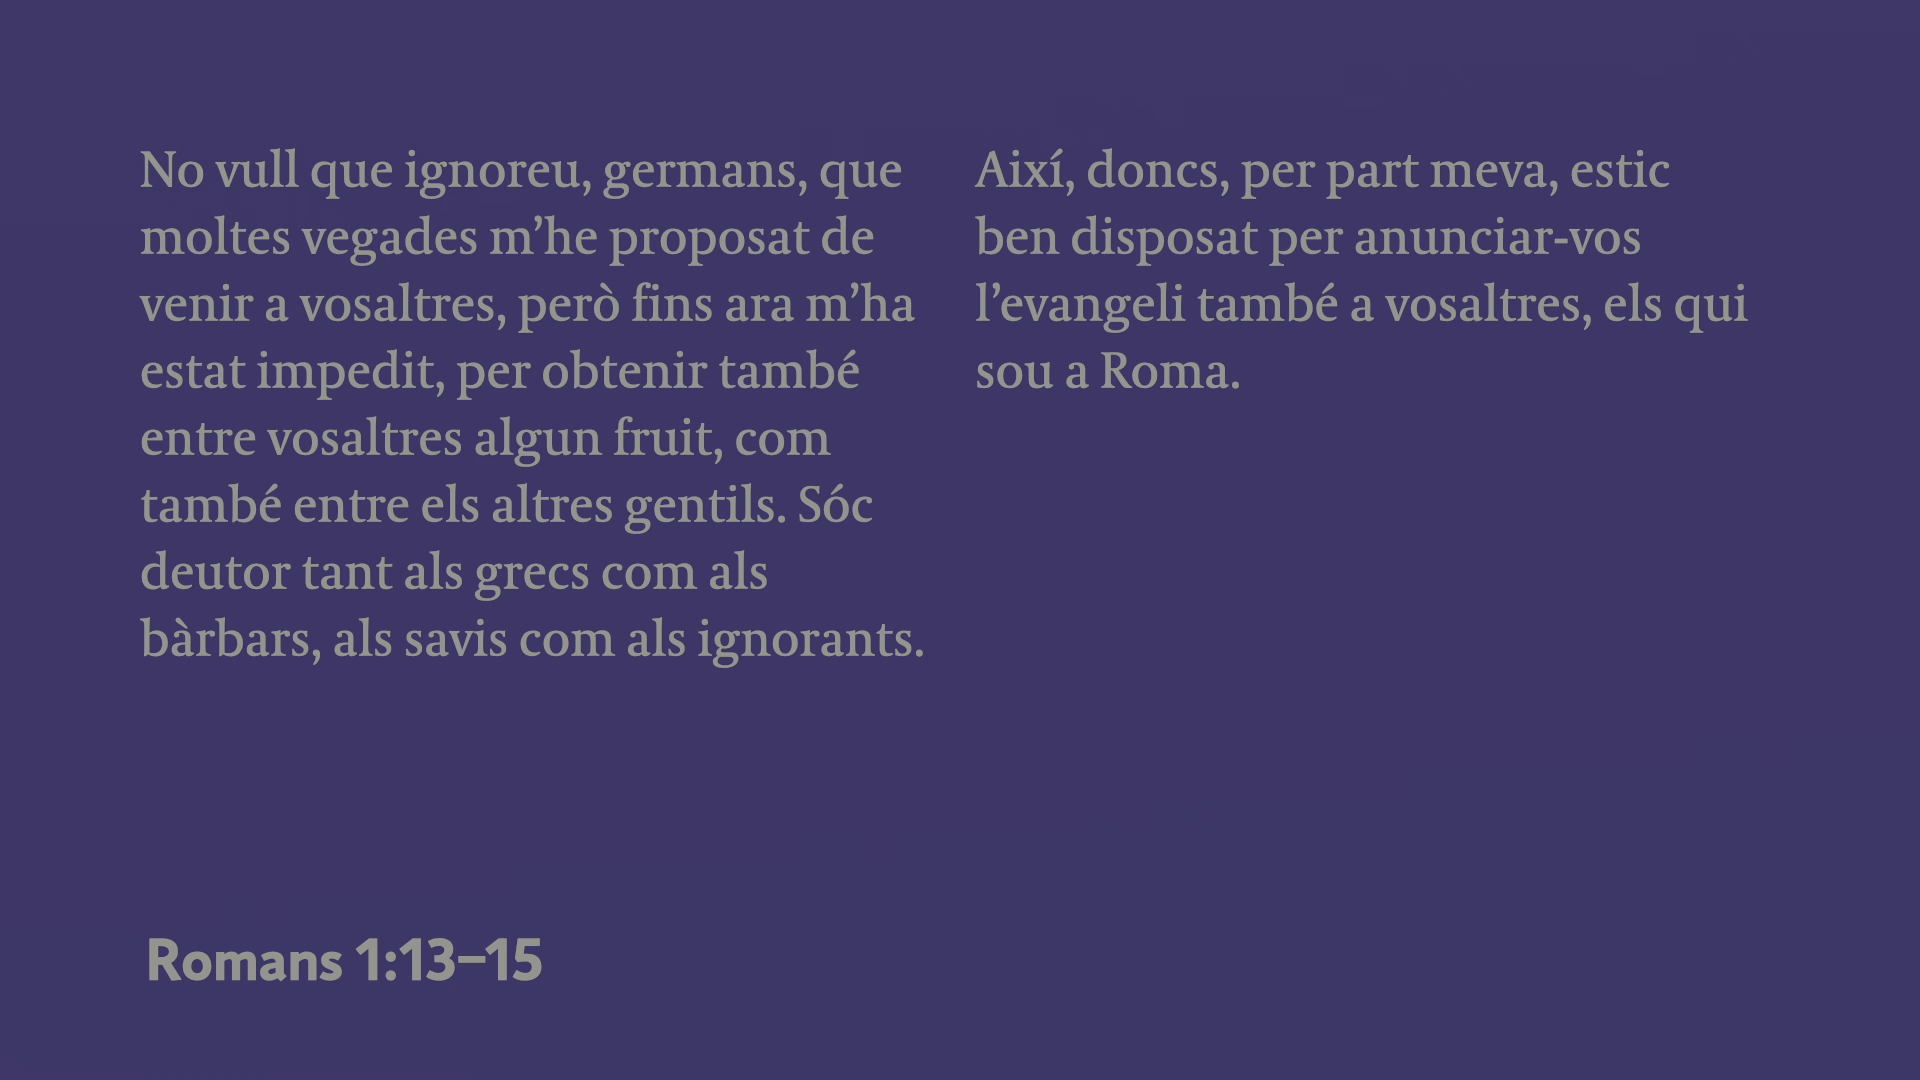 No vull que ignoreu, germans, que
moltes vegades m’he proposat de
venir a vosaltres, però fins ara m’ha
estat impedit, per obtenir també
entre vosaltres algun fruit, com
també entre els altres gentils. Sóc
deutor tant als grecs com als
bàrbars, als savis com als ignorants.
Així, doncs, per part meva, estic
ben disposat per anunciar-vos
l’evangeli també a vosaltres, els qui
sou a Roma.
Romans 1:13–15